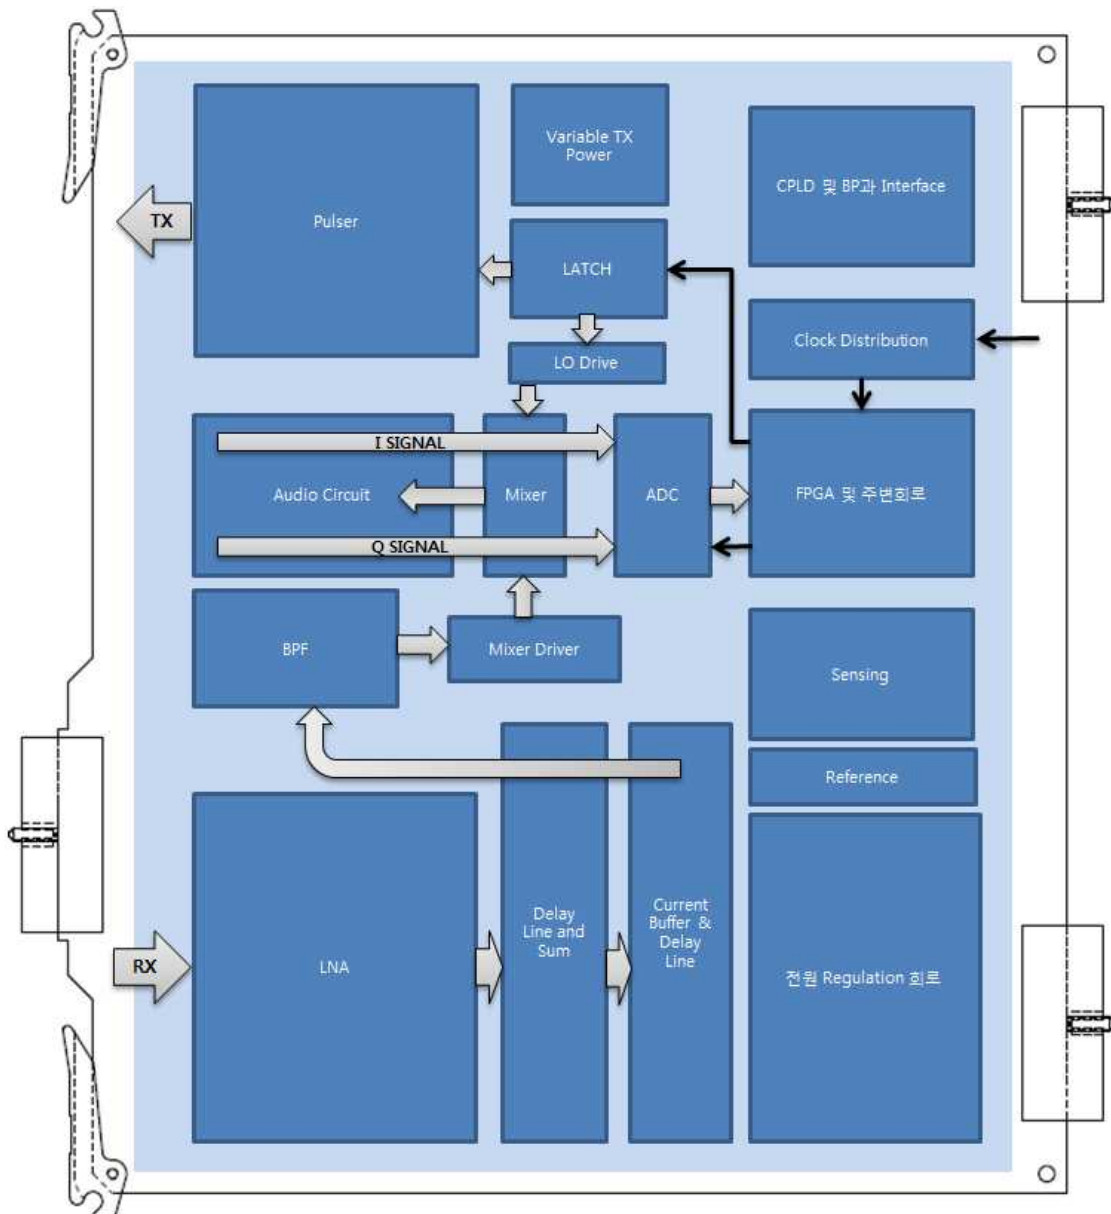 Variable TX
Power
CPLD 및 BP과 Interface
TX
Pulser
LATCH
Clock Distribution
LO Drive
I SIGNAL
Audio Circuit
Mixer
ADC
FPGA 및 주변회로
Q SIGNAL
BPF
Mixer Driver
Sensing
Reference
Delay
Line and
Sum
Current
Buffer &
Delay
Line
RX
LNA
전원 Regulation 회로